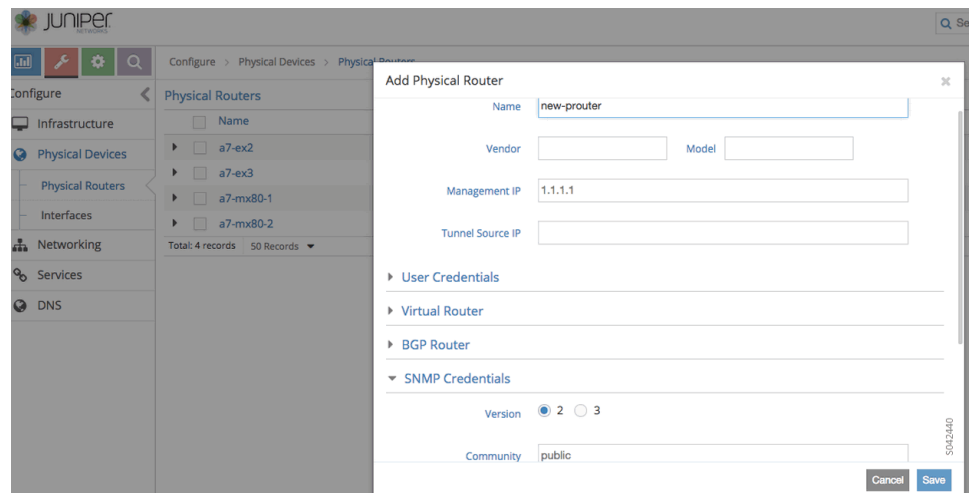 JUNIPER
NETWORKS
Se
Configure > Physical Devices > Physical Routers
Configure
Infrastructure
Physical Devices
Physical Routers
Interfaces
Networking
Services
DNS
Physical Routers
Name
a7-ex2
a7-ex3
a7-mx80-1
a7-mx80-2
Total: 4 records 50 Records
Add Physical Router
Name new-prouter
Vendor Model
Management IP 1.1.1.1
Tunnel Source IP
User Credentials
Virtual Router
BGP Router
SNMP Credentials
Version 2 3
Community public
Cancel Save
S042440